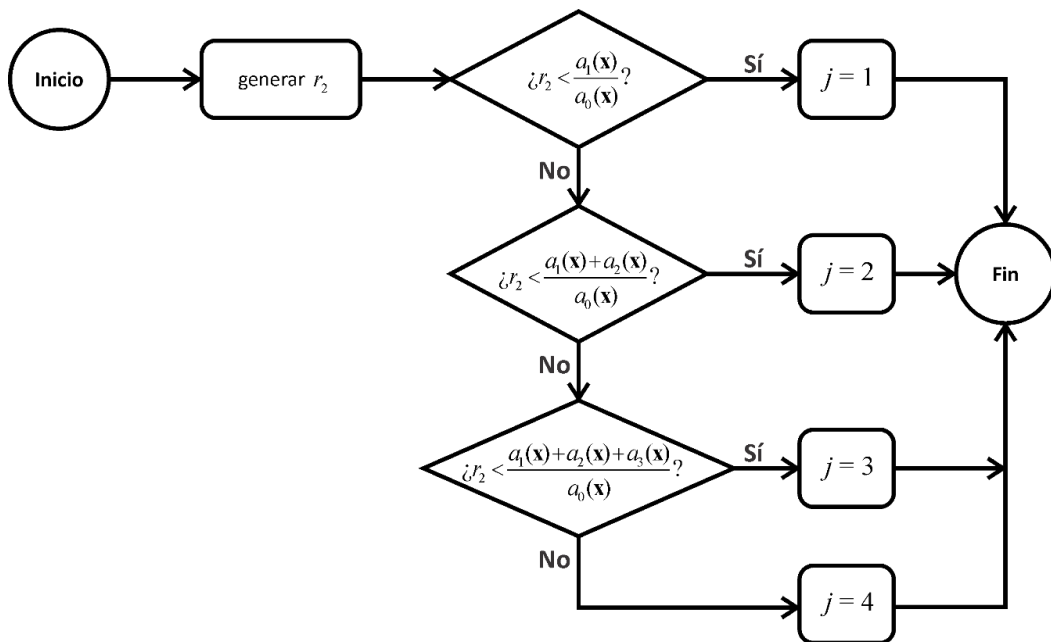 Inicio
generar r₂
¿r₂ < a₁(x)/a₀(x)?
Sí
j = 1
No
¿r₂ < a₁(x)+a₂(x)/a₀(x)?
Sí
j = 2
Fin
No
¿r₂ < a₁(x)+a₂(x)+a₃(x)/a₀(x)?
Sí
j = 3
No
j = 4